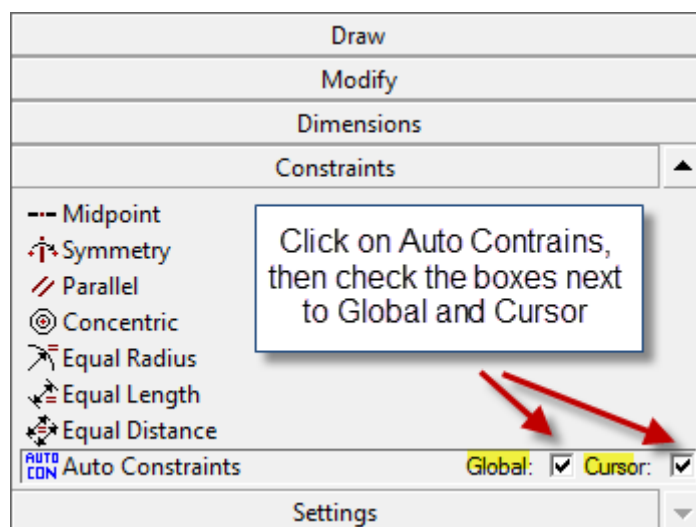 Draw
Modify
Dimensions
Constraints
Midpoint
Symmetry
Parallel
Concentric
Equal Radius
Equal Length
Equal Distance
AUTO CON Auto Constraints Global: Cursor:
Click on Auto Contrains,
then check the boxes next
to Global and Cursor
Settings